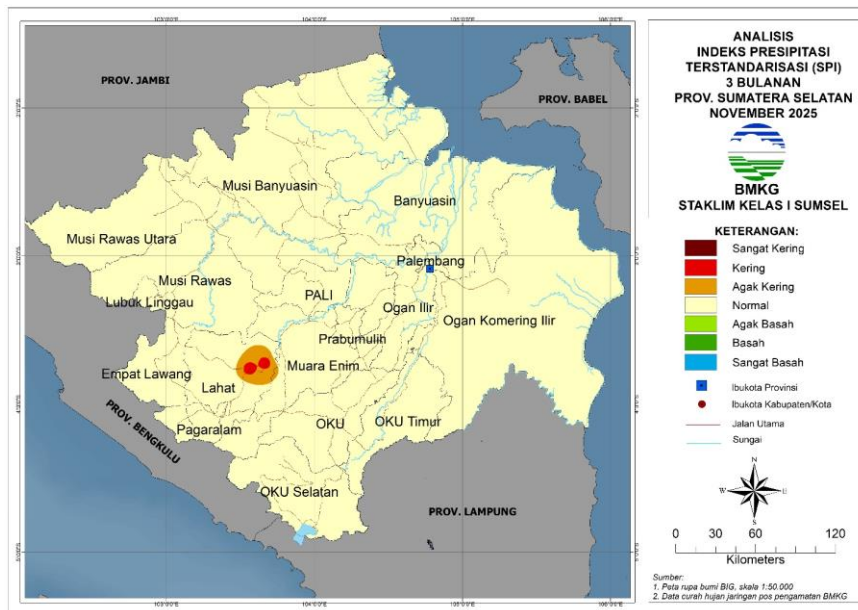 ANALISIS
INDEKS PRESIPITASI
TERSTANDARISASI (SPI)
3 BULANAN
PROV. SUMATERA SELATAN
NOVEMBER 2025
BMKG
STAKLIM KELAS I SUMSEL
KETERANGAN:
Sangat Kering
Kering
Agak Kering
Normal
Agak Basah
Basah
Sangat Basah
Ibukota Provinsi
Ibukota Kabupaten/Kota
Jalan Utama
Sungai
N
W E
S
0 30 60 120
Kilometers
Sumber:
1. Peta rupa bumi BIG, skala 1:50.000
2. Data curah hujan jaringan pos pengamatan BMKG
PROV. JAMBI
PROV. BABEL
Musi Banyuasin
Banyuasin
Musi Rawas Utara
Palembang
Musi Rawas
PALI
Lubuk Linggau
Ogan Ilir
Ogan Komering Ilir
Prabumulih
Empat Lawang
Muara Enim
Lahat
Pagaralam
OKU
OKU Timur
PROV. BENGKULU
OKU Selatan
PROV. LAMPUNG